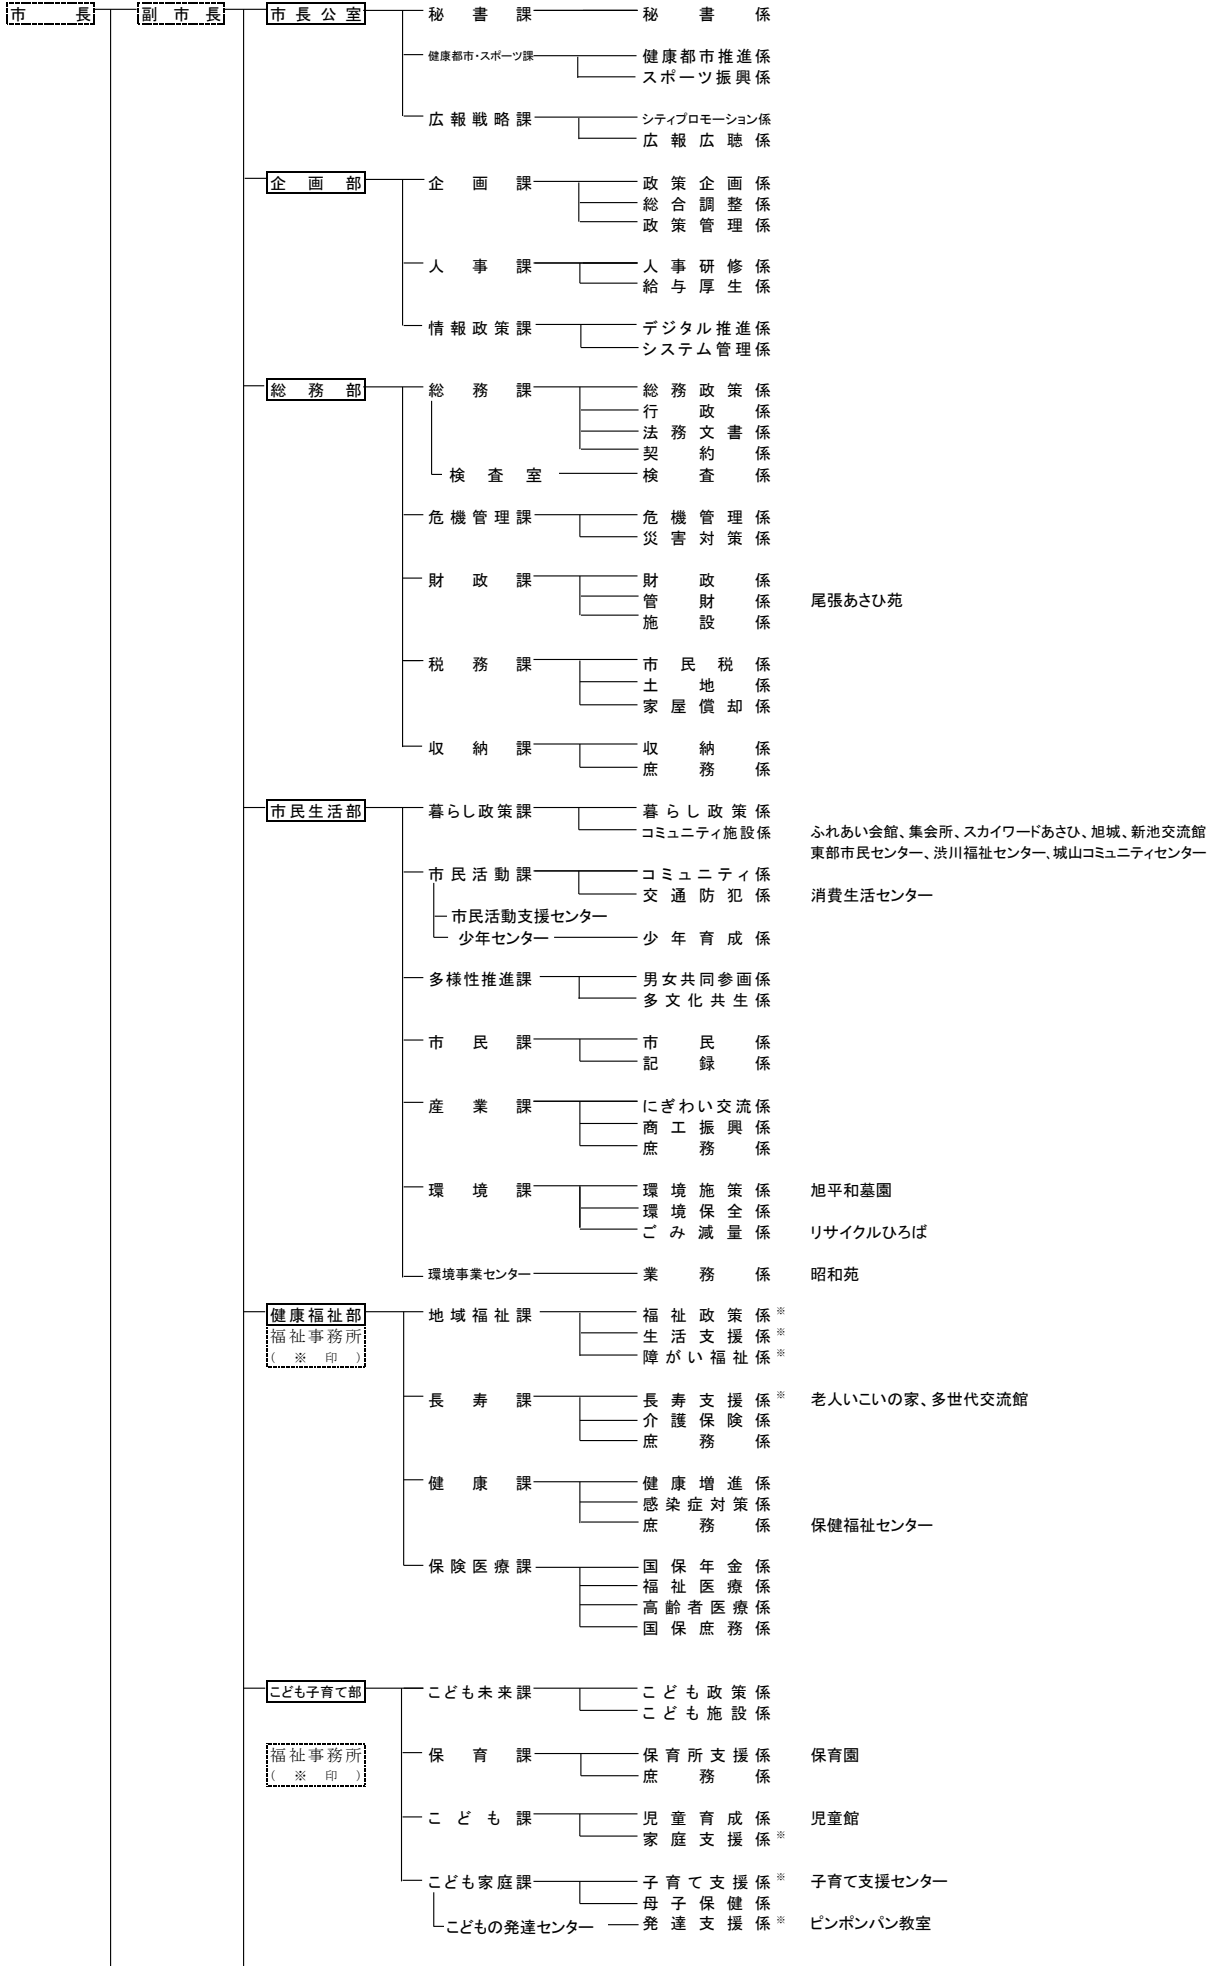 市長 副市長 市長公室 秘書課 秘書係
健康都市・スポーツ課 健康都市推進係
スポーツ振興係
広報戦略課 シティプロモーション係
広報広聴係
企画部 企画課 政策企画係
総合調整係
政策管理係
人事課 人事研修係
給与厚生係
情報政策課 デジタル推進係
システム管理係
総務部 総務課 総務政策係
行政係
法務文書係
契約係
検査室 検査係
危機管理課 危機管理係
災害対策係
財政課 財政係
管財係 尾張あさひ苑
施設係
税務課 市民税係
土地係
家屋償却係
収納課 収納係
庶務係
市民生活部 暮らし政策課 暮らし政策係
コミュニティ施設係 ふれあい会館、集会所、スカイワードあさひ、旭城、新池交流館
東部市民センター、渋川福祉センター、城山コミュニティセンター
市民活動課 コミュニティ係
交通防犯係 消費生活センター
市民活動支援センター
少年センター 少年育成係
多様性推進課 男女共同参画係
多文化共生係
市民課 市民係
記録係
産業課 にぎわい交流係
商工振興係
庶務係
環境課 環境施策係 旭平和墓園
環境保全係
ごみ減量係 リサイクルひろば
環境事業センター 業務係 昭和苑
健康福祉部 地域福祉課 福祉政策係※
福祉事務所 生活支援係※
(※印) 障がい福祉係※
長寿課 長寿支援係※ 老人いこいの家、多世代交流館
介護保険係
庶務係
健康課 健康増進係
感染症対策係
庶務係 保健福祉センター
保険医療課 国保年金係
福祉医療係
高齢者医療係
国保庶務係
こども子育て部 こども未来課 こども政策係
こども施設係
福祉事務所 保育課 保育所支援係 保育園
(※印) 庶務係
こども課 児童育成係 児童館
家庭支援係※
こども家庭課 子育て支援係※ 子育て支援センター
母子保健係
こどもの発達センター 発達支援係※ ピンポンパン教室